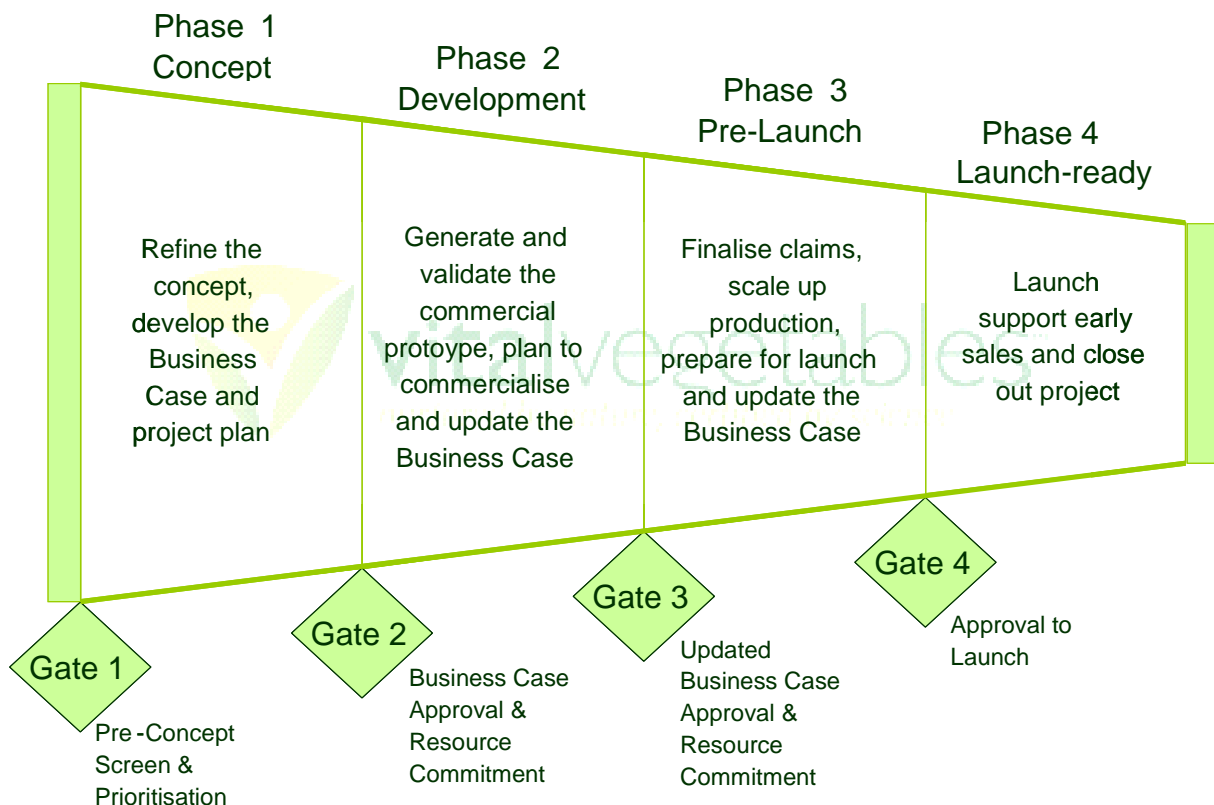 Phase 1
Concept
Phase 2
Development
Phase 3
Pre-Launch
Phase 4
Launch-ready
Refine the
concept,
develop the
Business
Case and
project plan
Generate and
validate the
commercial
protoype, plan to
commercialise
and update the
Business Case
Finalise claims,
scale up
production,
prepare for launch
and update the
Business Case
Launch
support early
sales and close
out project
vitalvegetables
Gate 1
Gate 2
Gate 3
Gate 4
Pre-Concept
Screen &
Prioritisation
Business Case
Approval &
Resource
Commitment
Updated
Business Case
Approval &
Resource
Commitment
Approval to
Launch